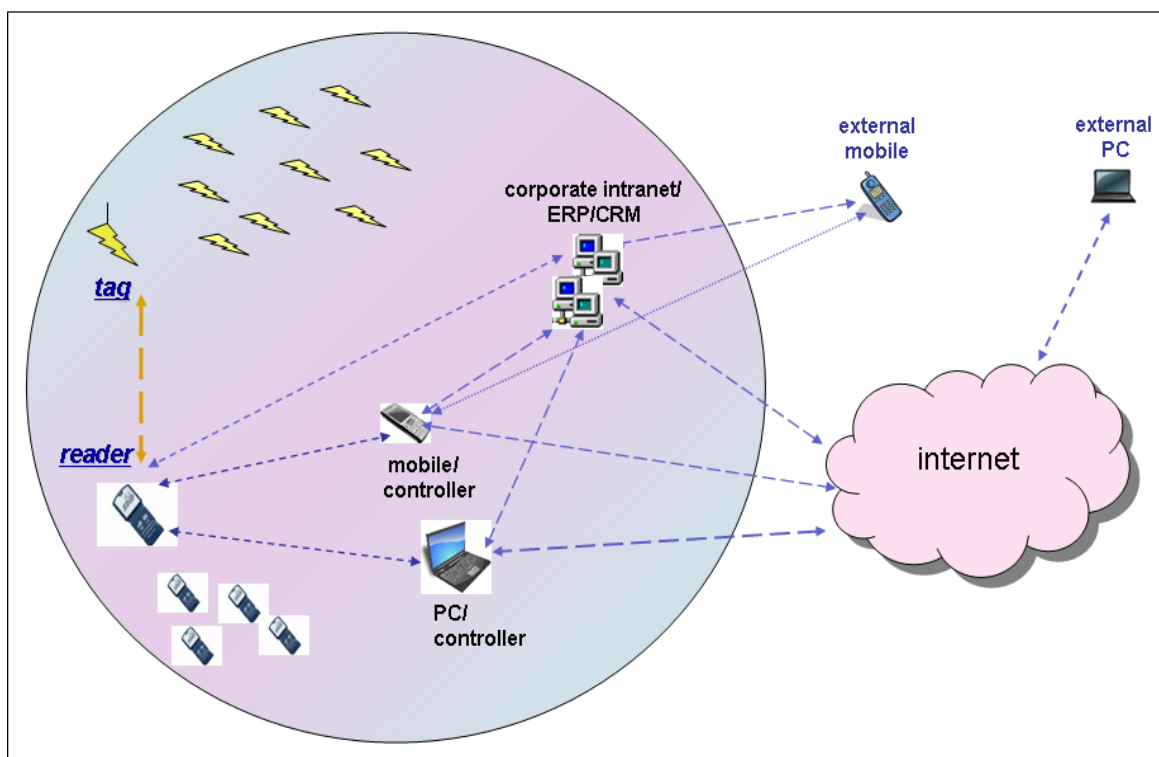 external
mobile
external
PC
corporate intranet/
ERP/CRM
tag
reader
mobile/
controller
internet
PC/
controller